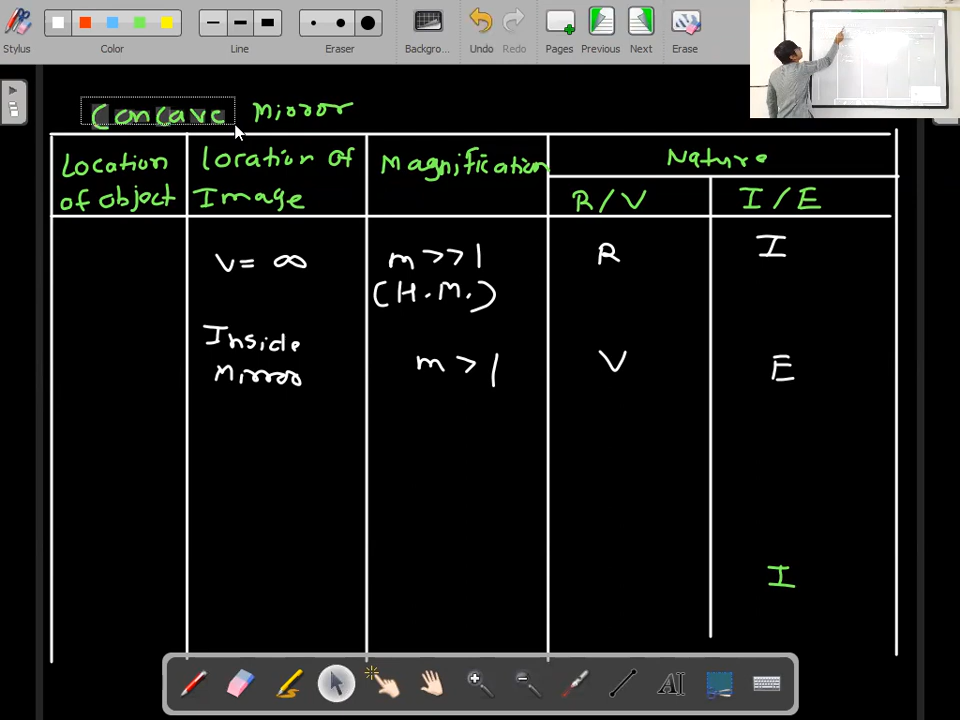 Stylus
Color
Line
Eraser
Backgro...
Undo
Redo
Pages
Previous
Next
Erase
Concave Mirror
Location of object
Location of Image
Magnification
Nature
R/V
I/E
v= ∞
m >> 1
(H.M.)
R
I
Inside
Mirror
m > 1
V
E
I